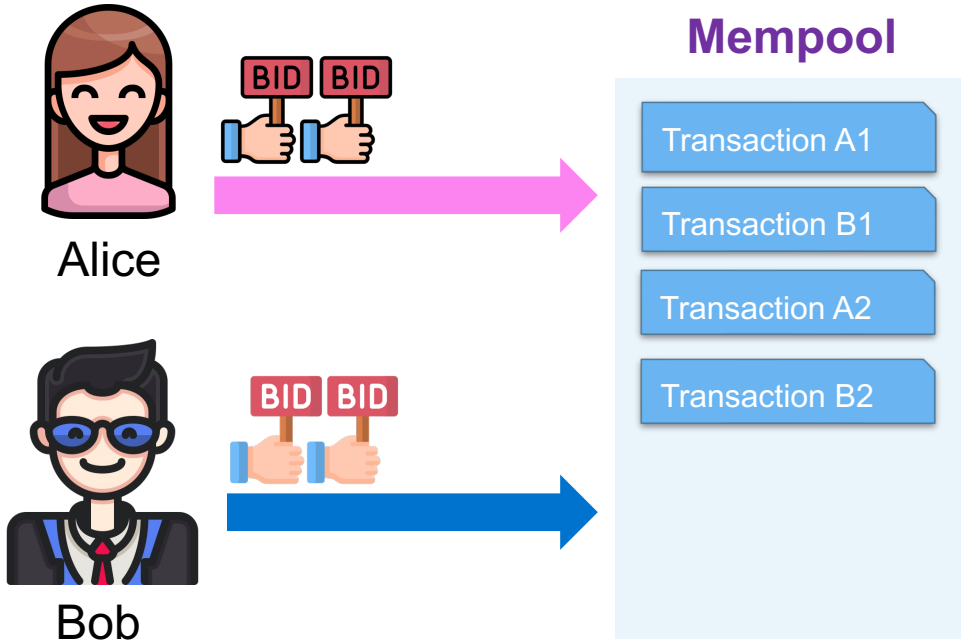 BID BID
Alice
BID BID
Bob
Mempool
Transaction A1
Transaction B1
Transaction A2
Transaction B2